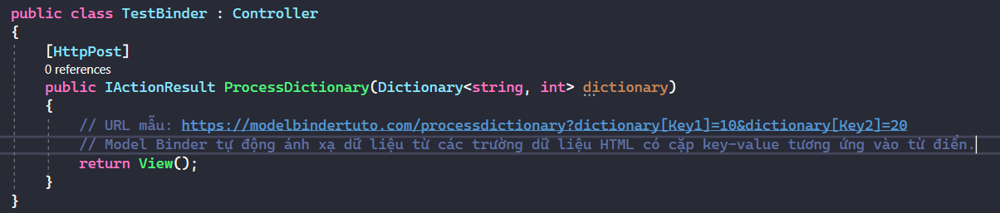 public class TestBinder : Controller
{
[HttpPost]
0 references
public IActionResult ProcessDictionary(Dictionary<string, int> dictionary)
{
// URL mẫu: https://modelbindertuto.com/processdictionary?dictionary[Key1]=10&dictionary[Key2]=20
// Model Binder tự động ánh xạ dữ liệu từ các trường dữ liệu HTML có cặp key-value tương ứng vào từ điển.
return View();
}
}